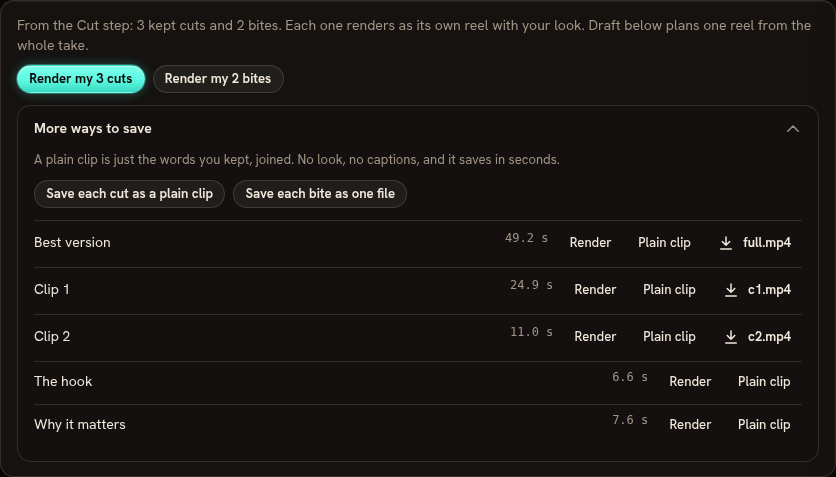 From the Cut step: 3 kept cuts and 2 bites. Each one renders as its own reel with your look. Draft below plans one reel from the
whole take.
Render my 3 cuts Render my 2 bites
More ways to save
A plain clip is just the words you kept, joined. No look, no captions, and it saves in seconds.
Save each cut as a plain clip Save each bite as one file
Best version 49.2 s Render Plain clip full.mp4
Clip 1 24.9 s Render Plain clip c1.mp4
Clip 2 11.0 s Render Plain clip c2.mp4
The hook 6.6 s Render Plain clip
Why it matters 7.6 s Render Plain clip